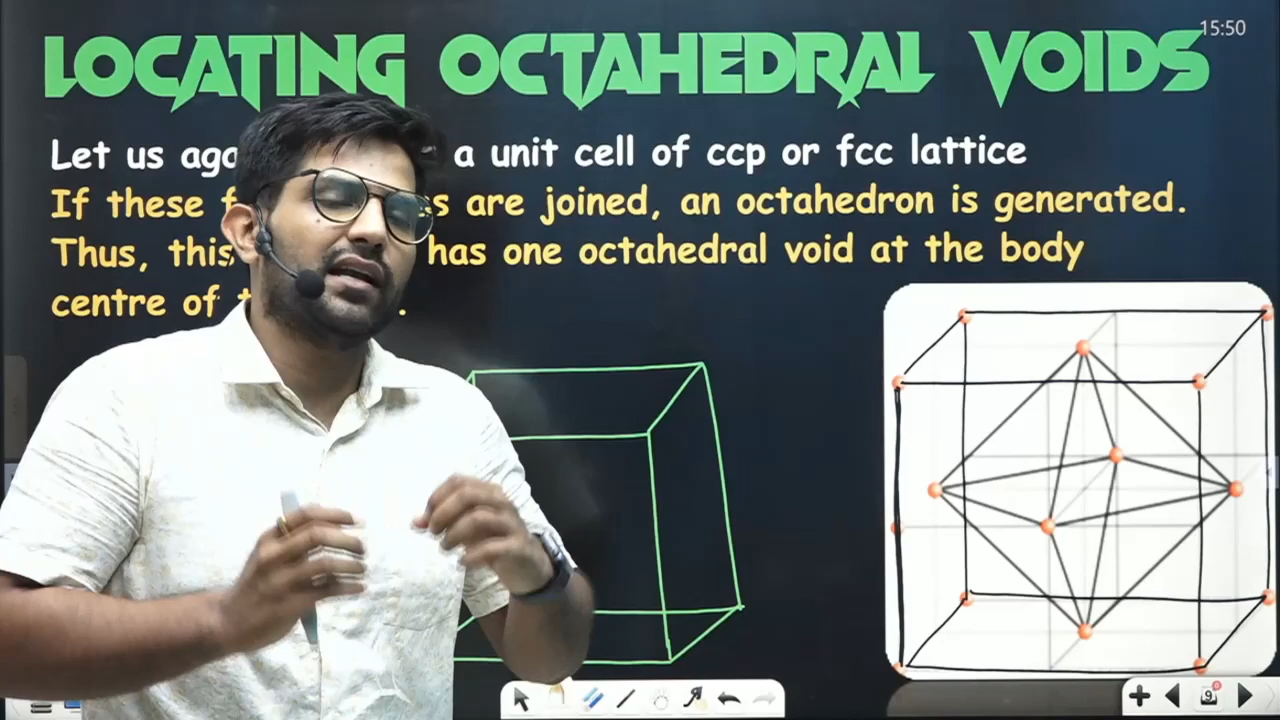 LOCATING OCTAHEDRAL VOIDS
15:50
Let us a unit cell of ccp or fcc lattice
If these are joined, an octahedron is generated.
Thus, this has one octahedral void at the body
centre of .
9